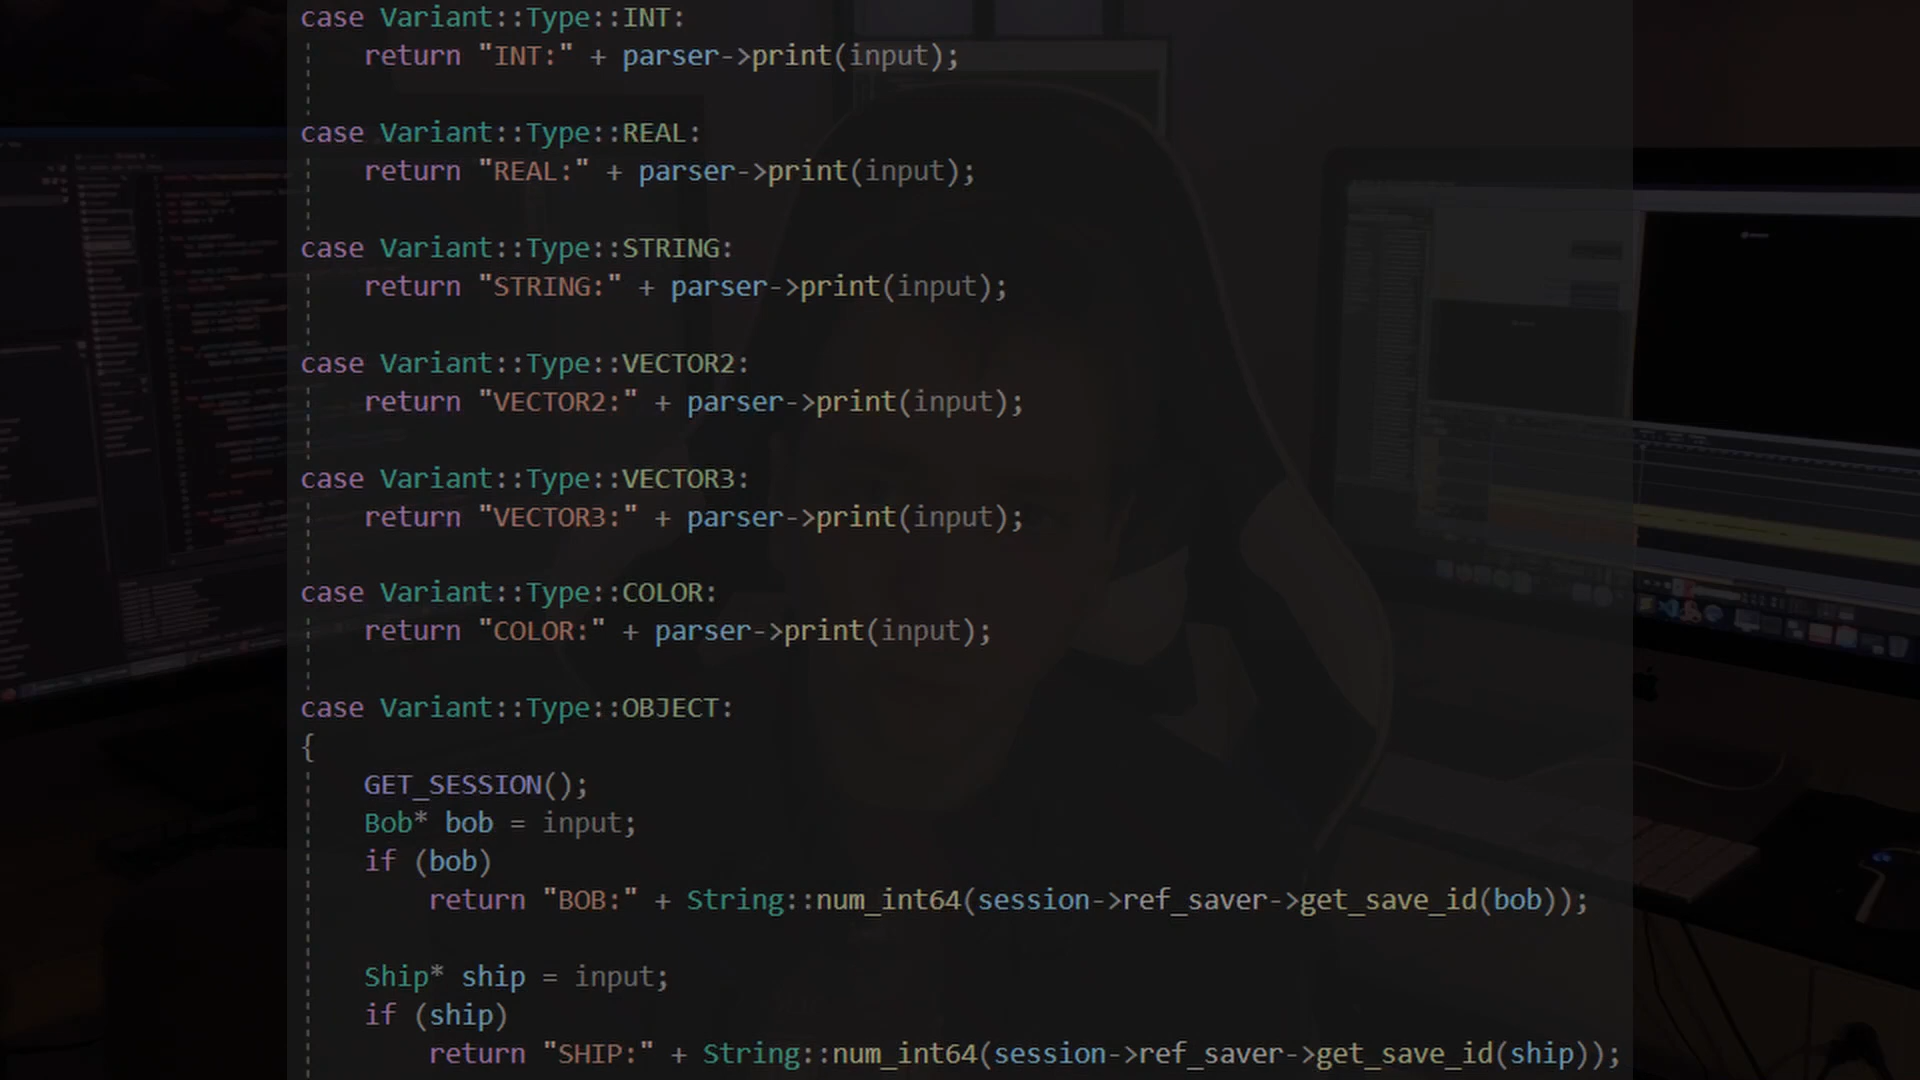 case Variant::Type::INT:
return "INT:" + parser->print(input);
case Variant::Type::REAL:
return "REAL:" + parser->print(input);
case Variant::Type::STRING:
return "STRING:" + parser->print(input);
case Variant::Type::VECTOR2:
return "VECTOR2:" + parser->print(input);
case Variant::Type::VECTOR3:
return "VECTOR3:" + parser->print(input);
case Variant::Type::COLOR:
return "COLOR:" + parser->print(input);
case Variant::Type::OBJECT:
{
GET_SESSION();
Bob* bob = input;
if (bob)
return "BOB:" + String::num_int64(session->ref_saver->get_save_id(bob));
Ship* ship = input;
if (ship)
return "SHIP:" + String::num_int64(session->ref_saver->get_save_id(ship));